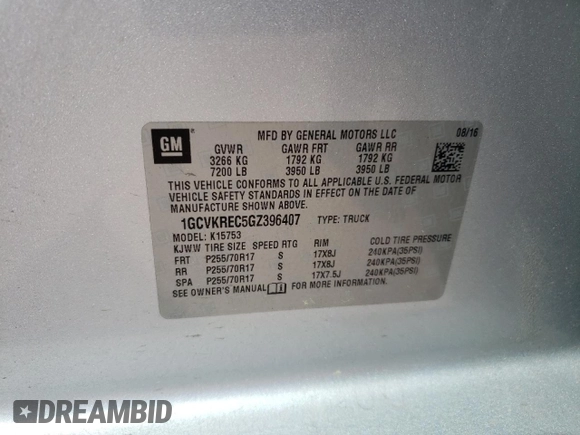 GM
MFD BY GENERAL MOTORS LLC 08/16
GVWR GAWR FRT GAWR RR
3266 KG 1792 KG 1792 KG
7200 LB 3950 LB 3950 LB
THIS VEHICLE CONFORMS TO ALL APPLICABLE U.S. FEDERAL MOTOR
VEHICLE SAFETY STANDARDS IN EFFECT ON THE DATE OF
MANUFACTURE SHOWN ABOVE.
1GCVKREC5GZ396407 TYPE: TRUCK
MODEL: K15753
KJWW TIRE SIZE SPEED RTG RIM COLD TIRE PRESSURE
FRT P255/70R17 S 17X8J 240KPA(35PSI)
RR P255/70R17 S 17X8J 240KPA(35PSI)
SPA P255/70R17 S 17X7.5J 240KPA(35PSI)
SEE OWNER'S MANUAL FOR MORE INFORMATION.
DREAMBID